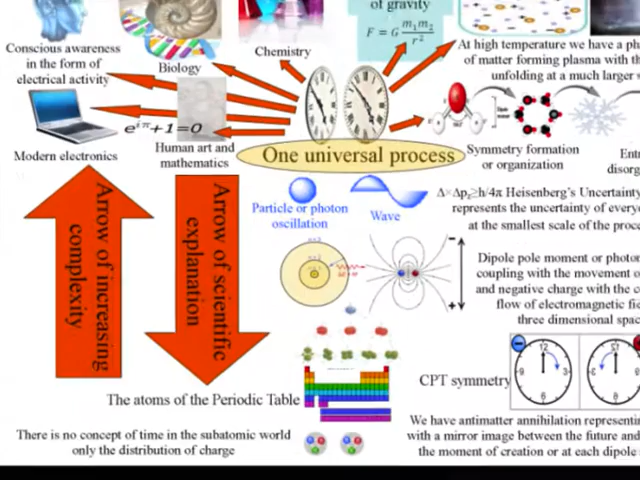 of gravity
F = G m₁m₂/r²
Conscious awareness
in the form of
electrical activity
Biology
Chemistry
At high temperature we have a ph
of matter forming plasma with th
unfolding at a much larger
e^iπ+1=0
Modern electronics
Human art and
mathematics
One universal process
Symmetry formation
or organization
Entr
disorg
Arrow of increasing
complexity
Arrow of scientific
explanation
Particle or photon
oscillation
Wave
Δ×Δpₓ≥h/4π Heisenberg's Uncertainty
represents the uncertainty of every
at the smallest scale of the proce
Dipole pole moment or photon
coupling with the movement o
and negative charge with the c
flow of electromagnetic fie
three dimensional spac
CPT symmetry
12
3
6
9
The atoms of the Periodic Table
There is no concept of time in the subatomic world
only the distribution of charge
We have antimatter annihilation representin
with a mirror image between the future and
the moment of creation or at each dipole